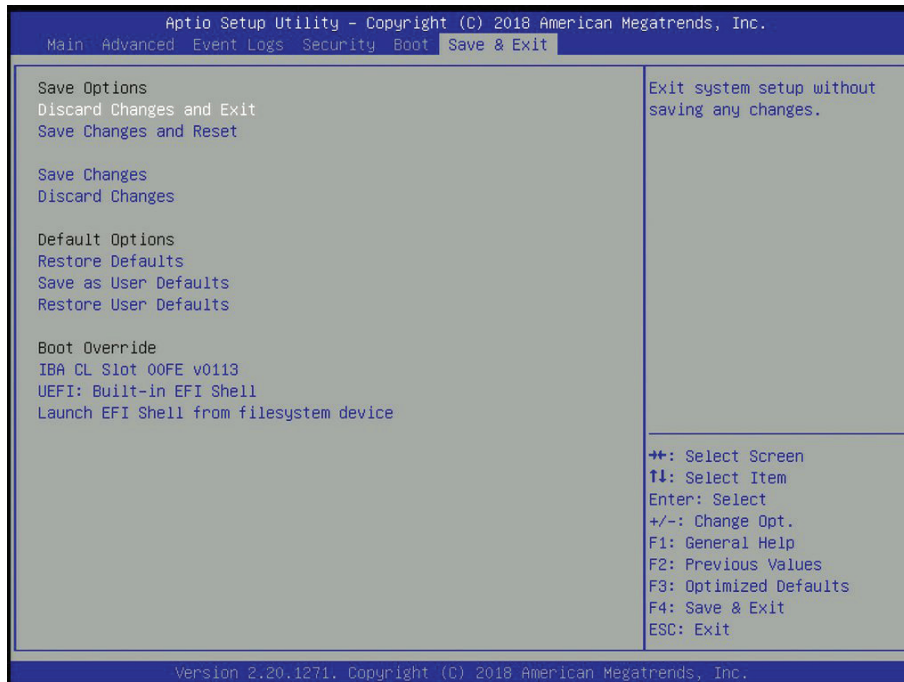 Aptio Setup Utility – Copyright (C) 2018 American Megatrends, Inc.
Main Advanced Event Logs Security Boot Save & Exit
Save Options
Discard Changes and Exit
Save Changes and Reset
Save Changes
Discard Changes
Default Options
Restore Defaults
Save as User Defaults
Restore User Defaults
Boot Override
IBA CL Slot 00FE v0113
UEFI: Built-in EFI Shell
Launch EFI Shell from filesystem device
Exit system setup without
saving any changes.
→←: Select Screen
↑↓: Select Item
Enter: Select
+/-: Change Opt.
F1: General Help
F2: Previous Values
F3: Optimized Defaults
F4: Save & Exit
ESC: Exit
Version 2.20.1271. Copyright (C) 2018 American Megatrends, Inc.